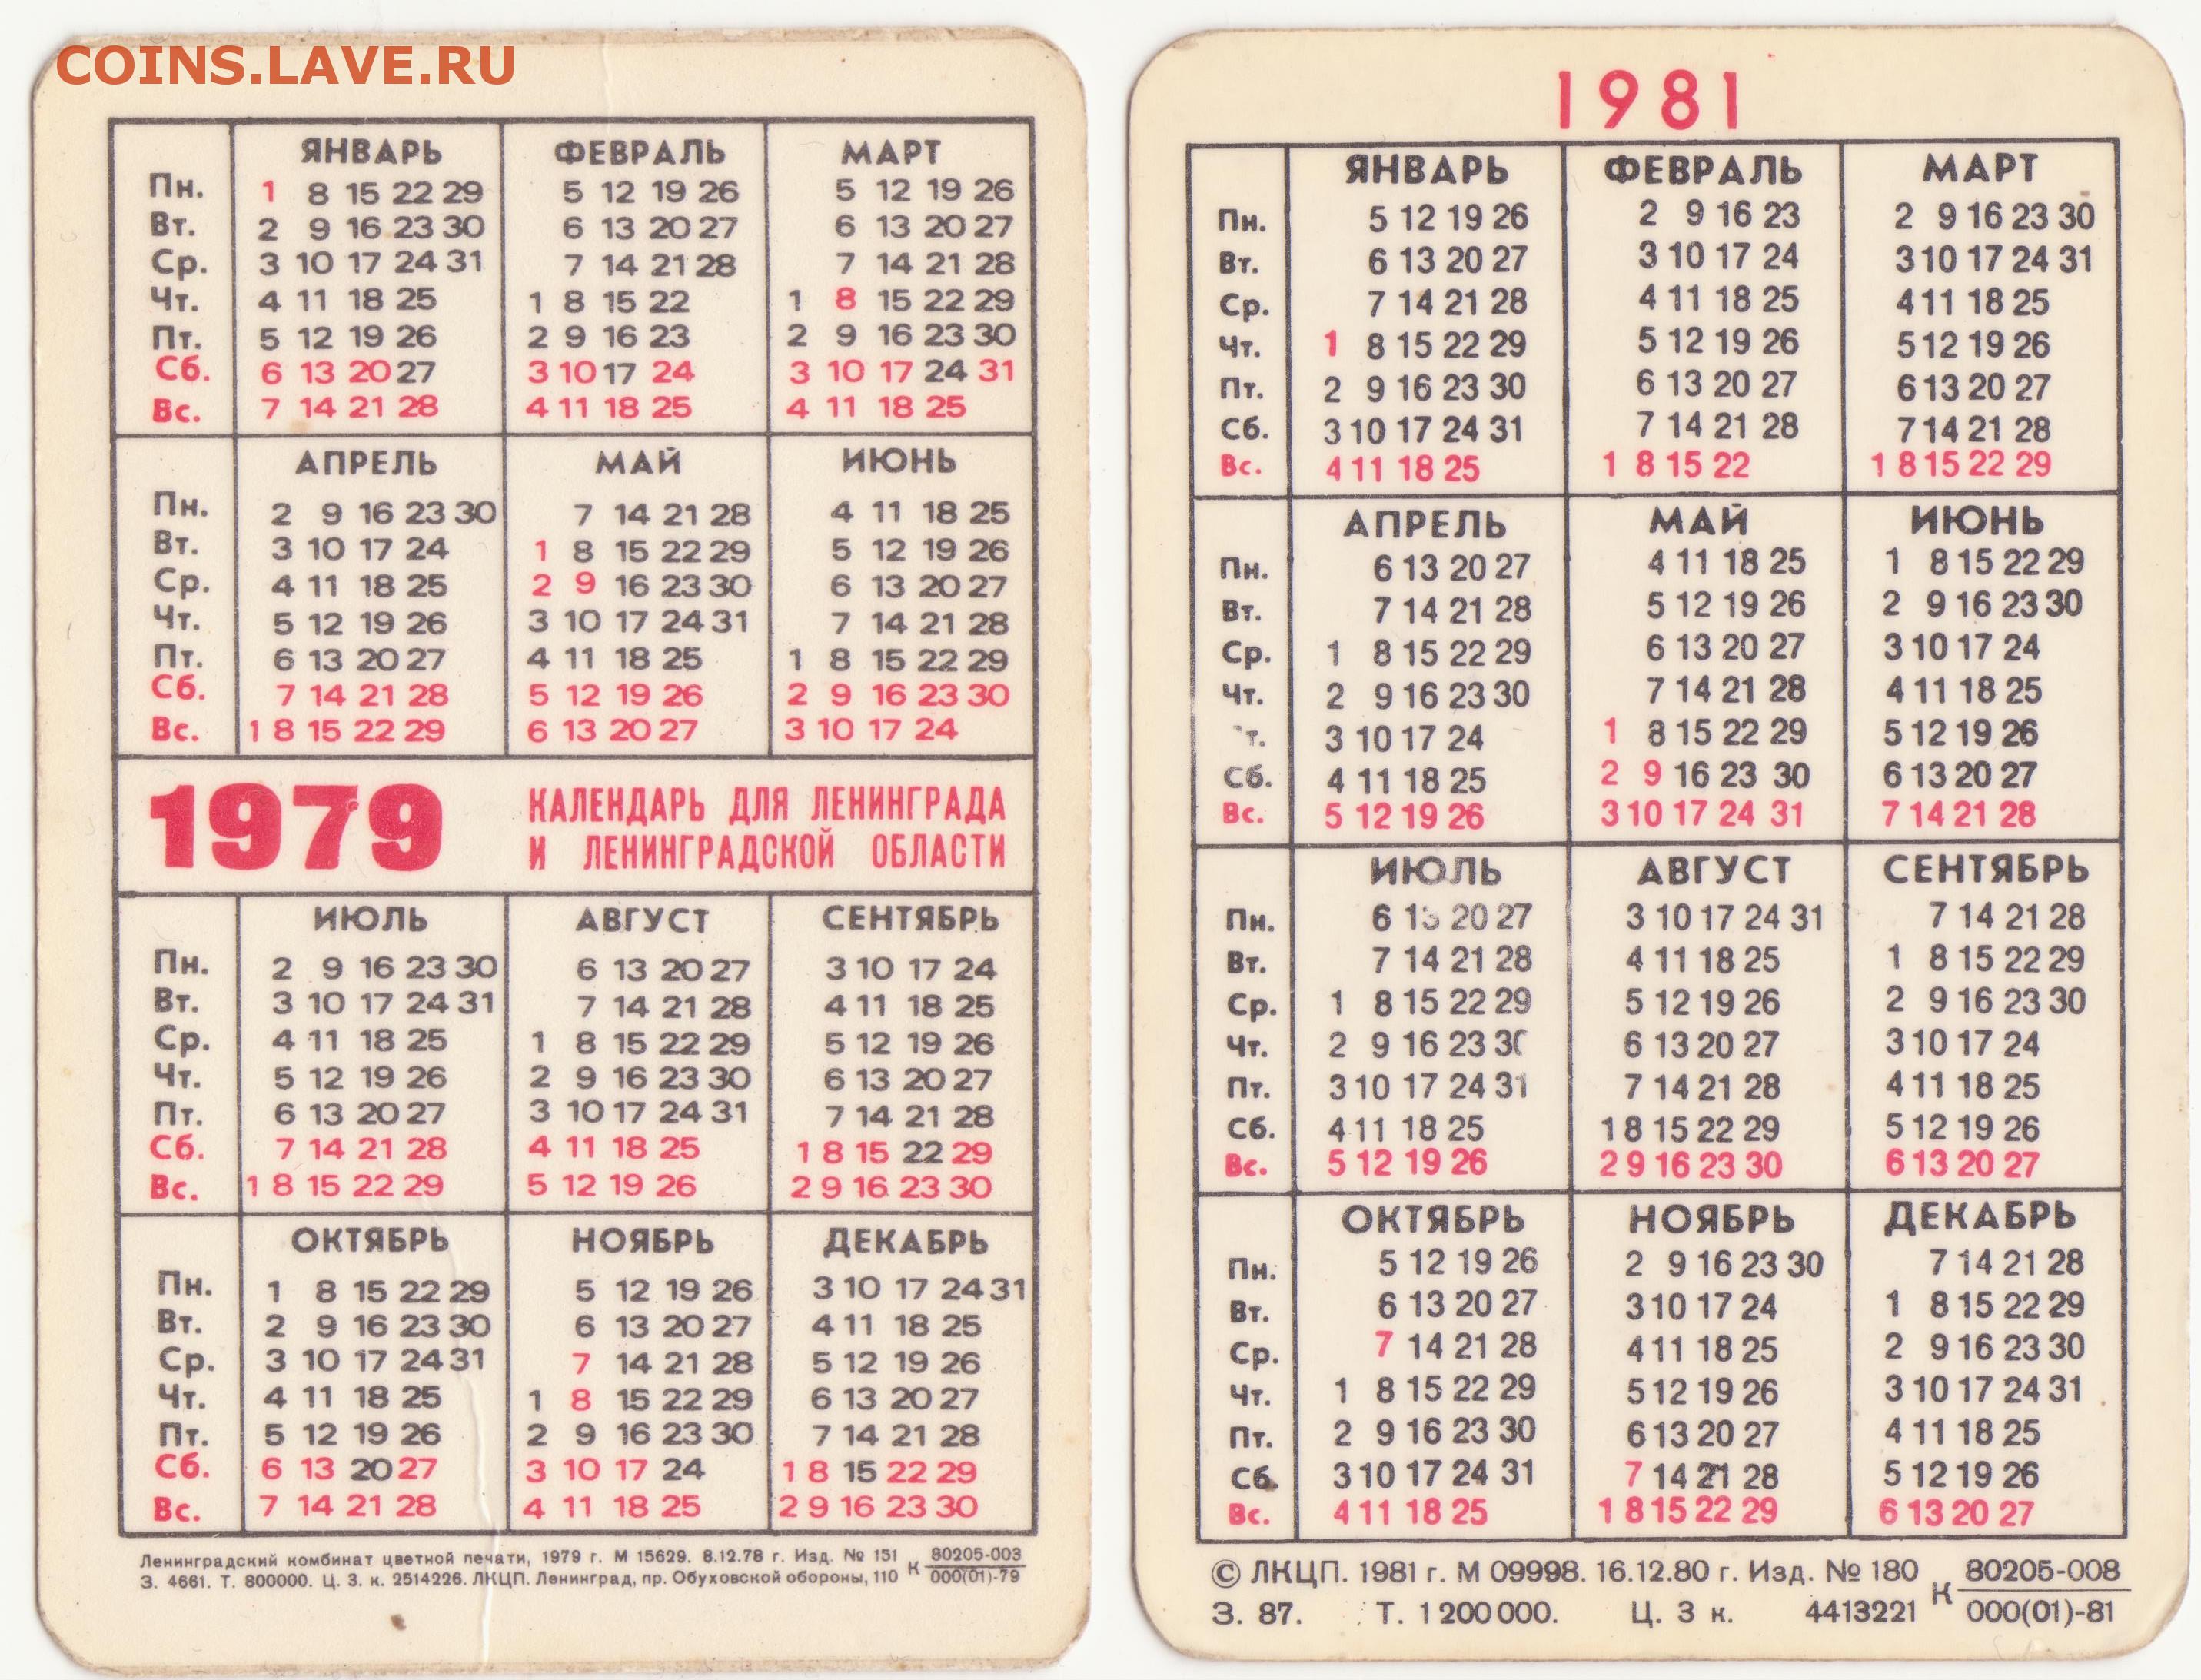 COINS.LAVE.RU
ЯНВАРЬ ФЕВРАЛЬ МАРТ
Пн. 1 8 15 22 29 5 12 19 26 5 12 19 26
Вт. 2 9 16 23 30 6 13 20 27 6 13 20 27
Ср. 3 10 17 24 31 7 14 21 28 7 14 21 28
Чт. 4 11 18 25 1 8 15 22 1 8 15 22 29
Пт. 5 12 19 26 2 9 16 23 2 9 16 23 30
Сб. 6 13 20 27 3 10 17 24 3 10 17 24 31
Вс. 7 14 21 28 4 11 18 25 4 11 18 25
АПРЕЛЬ МАЙ ИЮНЬ
Пн. 2 9 16 23 30 7 14 21 28 4 11 18 25
Вт. 3 10 17 24 1 8 15 22 29 5 12 19 26
Ср. 4 11 18 25 2 9 16 23 30 6 13 20 27
Чт. 5 12 19 26 3 10 17 24 31 7 14 21 28
Пт. 6 13 20 27 4 11 18 25 1 8 15 22 29
Сб. 7 14 21 28 5 12 19 26 2 9 16 23 30
Вс. 1 8 15 22 29 6 13 20 27 3 10 17 24
1979 КАЛЕНДАРЬ ДЛЯ ЛЕНИНГРАДА
И ЛЕНИНГРАДСКОЙ ОБЛАСТИ
ИЮЛЬ АВГУСТ СЕНТЯБРЬ
Пн. 2 9 16 23 30 6 13 20 27 3 10 17 24
Вт. 3 10 17 24 31 7 14 21 28 4 11 18 25
Ср. 4 11 18 25 1 8 15 22 29 5 12 19 26
Чт. 5 12 19 26 2 9 16 23 30 6 13 20 27
Пт. 6 13 20 27 3 10 17 24 31 7 14 21 28
Сб. 7 14 21 28 4 11 18 25 1 8 15 22 29
Вс. 1 8 15 22 29 5 12 19 26 2 9 16 23 30
ОКТЯБРЬ НОЯБРЬ ДЕКАБРЬ
Пн. 1 8 15 22 29 5 12 19 26 3 10 17 24 31
Вт. 2 9 16 23 30 6 13 20 27 4 11 18 25
Ср. 3 10 17 24 31 7 14 21 28 5 12 19 26
Чт. 4 11 18 25 1 8 15 22 29 6 13 20 27
Пт. 5 12 19 26 2 9 16 23 30 7 14 21 28
Сб. 6 13 20 27 3 10 17 24 1 8 15 22 29
Вс. 7 14 21 28 4 11 18 25 2 9 16 23 30
Ленинградский комбинат цветной печати, 1979 г. М 15629. 8.12.78 г. Изд. № 151
З. 4661. Т. 800000. Ц. 3. к. 2514226. ЛКЦП. Ленинград, пр. Обуховской обороны, 110
К 80205-003
000(01)-79
1981
ЯНВАРЬ ФЕВРАЛЬ МАРТ
Пн. 5 12 19 26 2 9 16 23 2 9 16 23 30
Вт. 6 13 20 27 3 10 17 24 3 10 17 24 31
Ср. 7 14 21 28 4 11 18 25 4 11 18 25
Чт. 1 8 15 22 29 5 12 19 26 5 12 19 26
Пт. 2 9 16 23 30 6 13 20 27 6 13 20 27
Сб. 3 10 17 24 31 7 14 21 28 7 14 21 28
Вс. 4 11 18 25 1 8 15 22 1 8 15 22 29
АПРЕЛЬ МАЙ ИЮНЬ
Пн. 6 13 20 27 4 11 18 25 1 8 15 22 29
Вт. 7 14 21 28 5 12 19 26 2 9 16 23 30
Ср. 1 8 15 22 29 6 13 20 27 3 10 17 24
Чт. 2 9 16 23 30 7 14 21 28 4 11 18 25
т. 3 10 17 24 1 8 15 22 29 5 12 19 26
Сб. 4 11 18 25 2 9 16 23 30 6 13 20 27
Вс. 5 12 19 26 3 10 17 24 31 7 14 21 28
ИЮЛЬ АВГУСТ СЕНТЯБРЬ
Пн. 6 13 20 27 3 10 17 24 31 7 14 21 28
Вт. 7 14 21 28 4 11 18 25 1 8 15 22 29
Ср. 1 8 15 22 29 5 12 19 26 2 9 16 23 30
Чт. 2 9 16 23 30 6 13 20 27 3 10 17 24
Пт. 3 10 17 24 31 7 14 21 28 4 11 18 25
Сб. 4 11 18 25 1 8 15 22 29 5 12 19 26
Вс. 5 12 19 26 2 9 16 23 30 6 13 20 27
ОКТЯБРЬ НОЯБРЬ ДЕКАБРЬ
Пн. 5 12 19 26 2 9 16 23 30 7 14 21 28
Вт. 6 13 20 27 3 10 17 24 1 8 15 22 29
Ср. 7 14 21 28 4 11 18 25 2 9 16 23 30
Чт. 1 8 15 22 29 5 12 19 26 3 10 17 24 31
Пт. 2 9 16 23 30 6 13 20 27 4 11 18 25
Сб. 3 10 17 24 31 7 14 21 28 5 12 19 26
Вс. 4 11 18 25 1 8 15 22 29 6 13 20 27
© ЛКЦП. 1981 г. М 09998. 16.12.80 г. Изд. № 180
З. 87. Т. 1 200 000. Ц. 3 к. 4413221
К 80205-008
000(01)-81